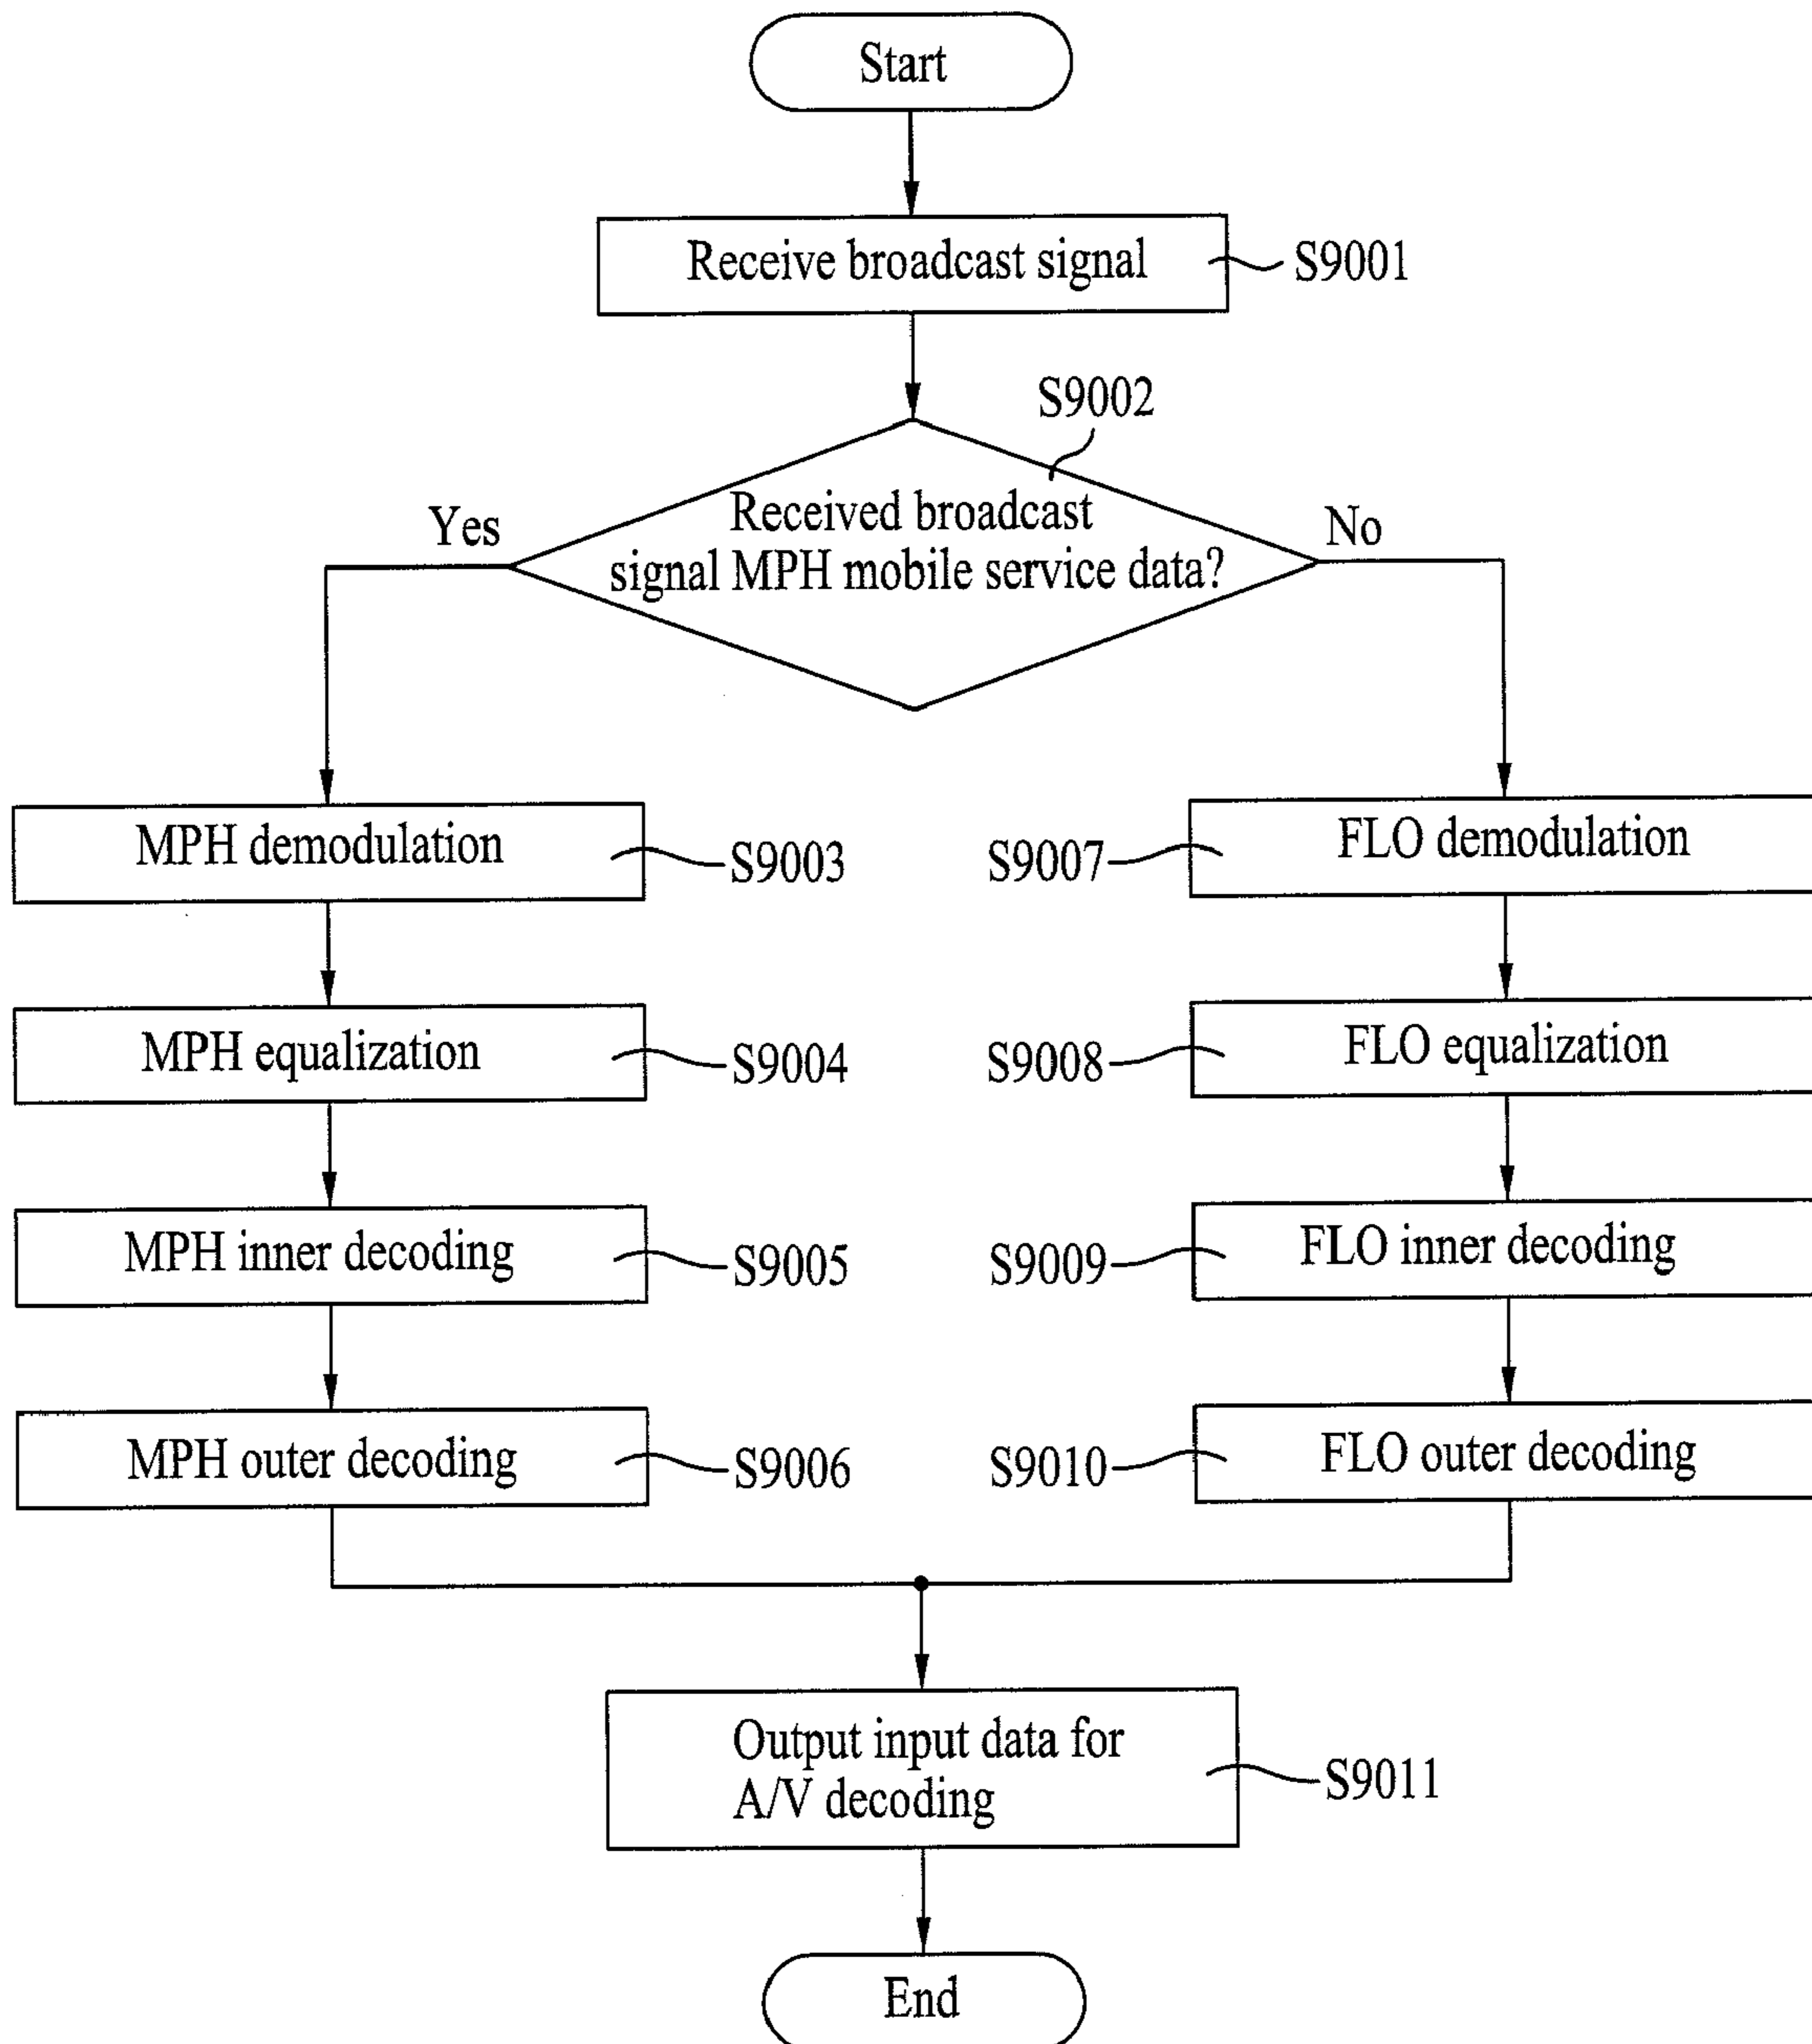 Start
Receive broadcast signal
S9001
S9002
Yes
Received broadcast
signal MPH mobile service data?
No
MPH demodulation
S9003
S9007
FLO demodulation
MPH equalization
S9004
S9008
FLO equalization
MPH inner decoding
S9005
S9009
FLO inner decoding
MPH outer decoding
S9006
S9010
FLO outer decoding
Output input data for
A/V decoding
S9011
End